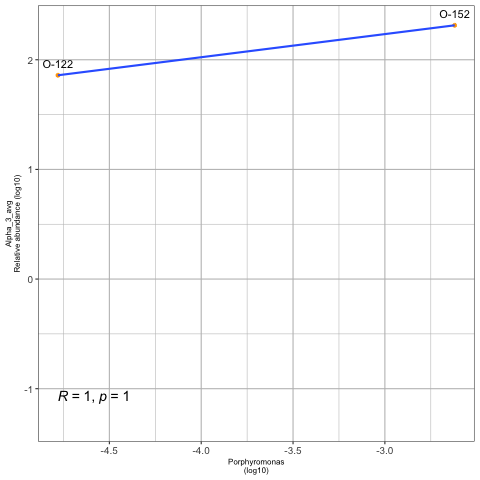 O-152
O-122
2
1
0
-1
R = 1, p = 1
-4.5 -4.0 -3.5 -3.0
Porphyromonas
(log10)
Alpha_3_avg
Relative abundance (log10)